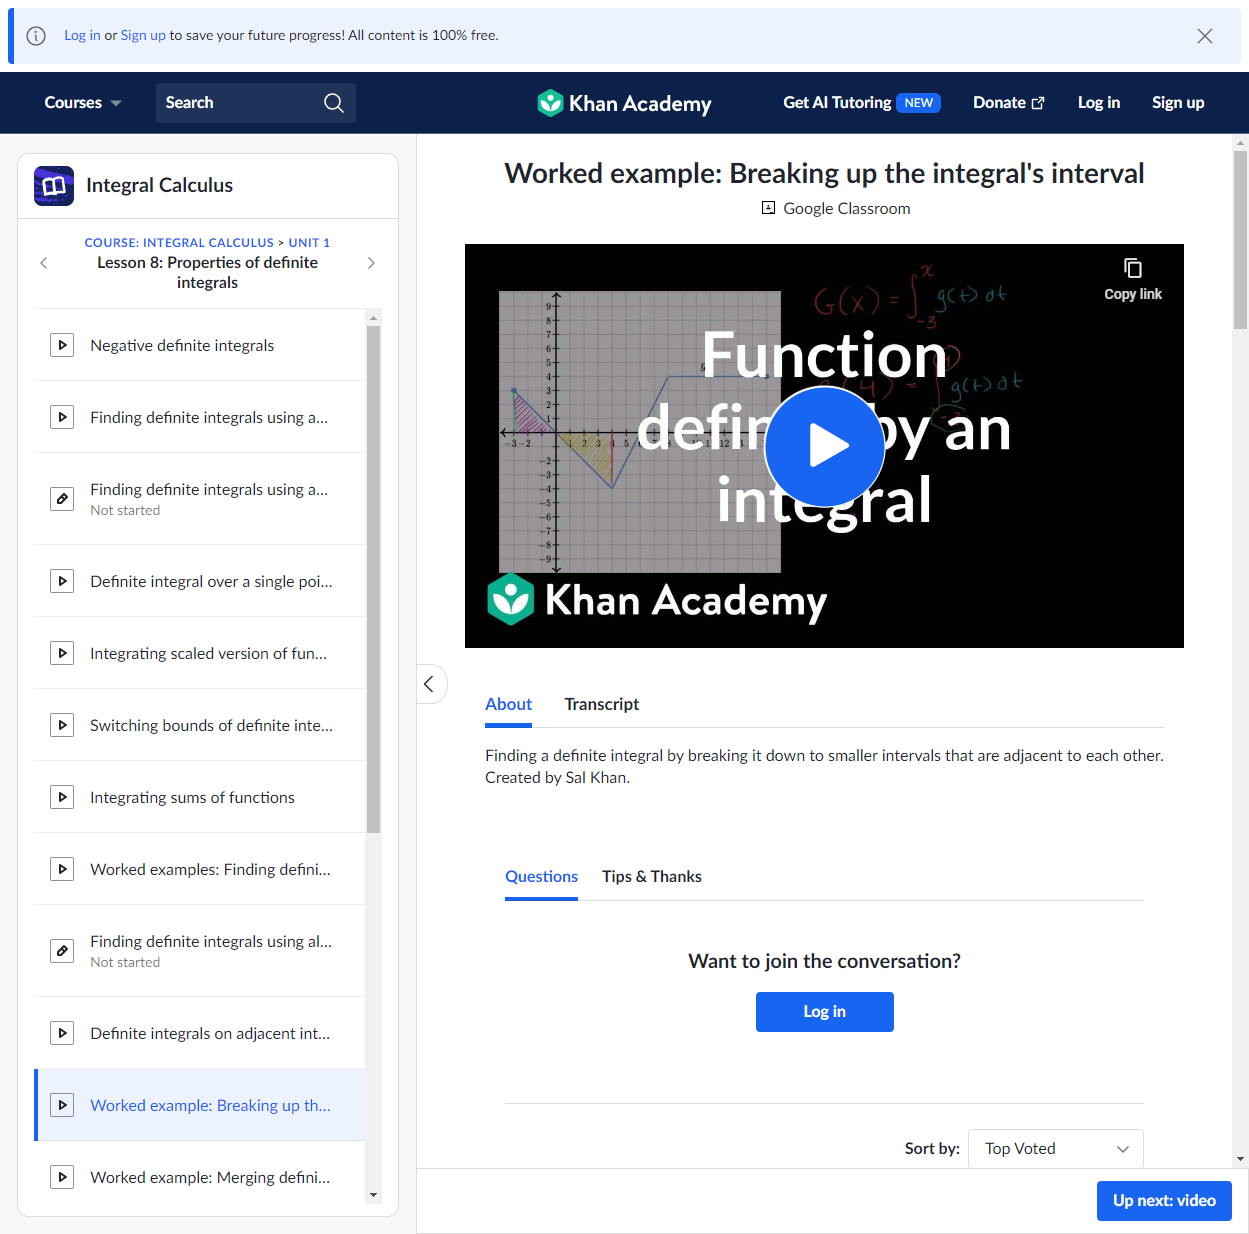 Log in or Sign up to save your future progress! All content is 100% free.
Courses
Search
Khan Academy
Get AI Tutoring NEW
Donate
Log in
Sign up
Integral Calculus
COURSE: INTEGRAL CALCULUS > UNIT 1
Lesson 8: Properties of definite
integrals
Negative definite integrals
Finding definite integrals using a...
Finding definite integrals using a...
Not started
Definite integral over a single poi...
Integrating scaled version of fun...
Switching bounds of definite inte...
Integrating sums of functions
Worked examples: Finding defini...
Finding definite integrals using al...
Not started
Definite integrals on adjacent int...
Worked example: Breaking up th...
Worked example: Merging defini...
Worked example: Breaking up the integral's interval
Google Classroom
Copy link
G(x) = ∫ x -3 g(t) dt
Function
an
integral
Khan Academy
About
Transcript
Finding a definite integral by breaking it down to smaller intervals that are adjacent to each other.
Created by Sal Khan.
Questions
Tips & Thanks
Want to join the conversation?
Log in
Sort by:
Top Voted
Up next: video